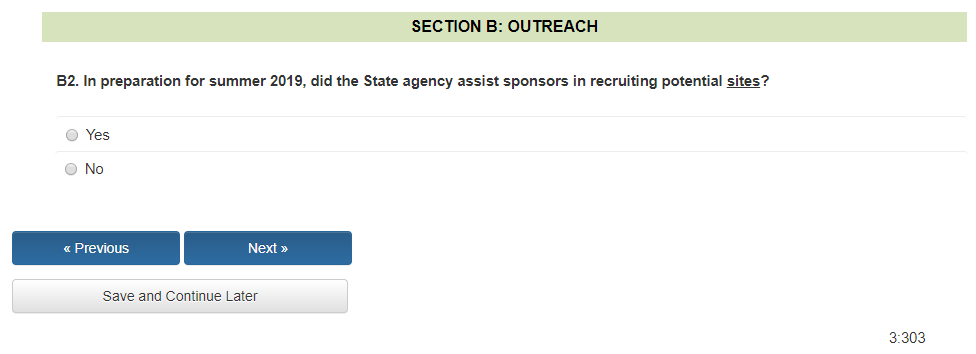 SECTION B: OUTREACH
B2. In preparation for summer 2019, did the State agency assist sponsors in recruiting potential sites?
Yes
No
« Previous
Next »
Save and Continue Later
3:303